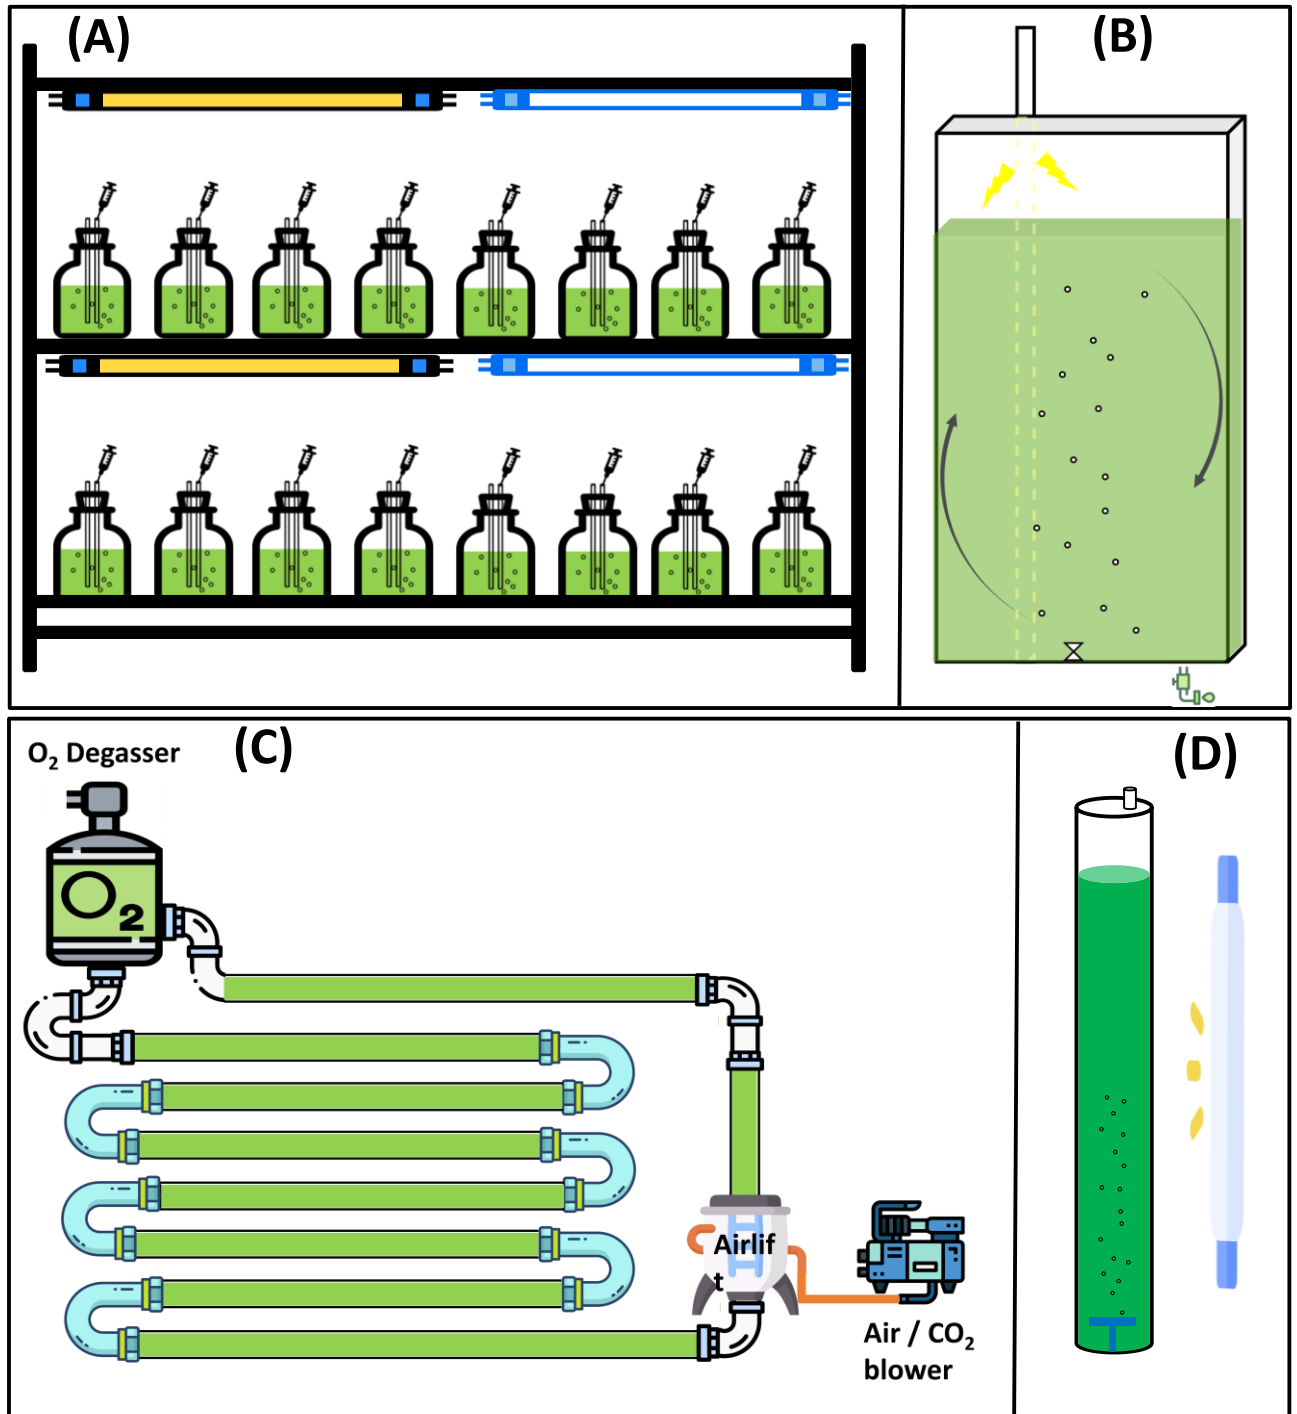 (A)
(B)
O₂ Degasser
(C)
(D)
O₂
Airlif
t
Air / CO₂
blower